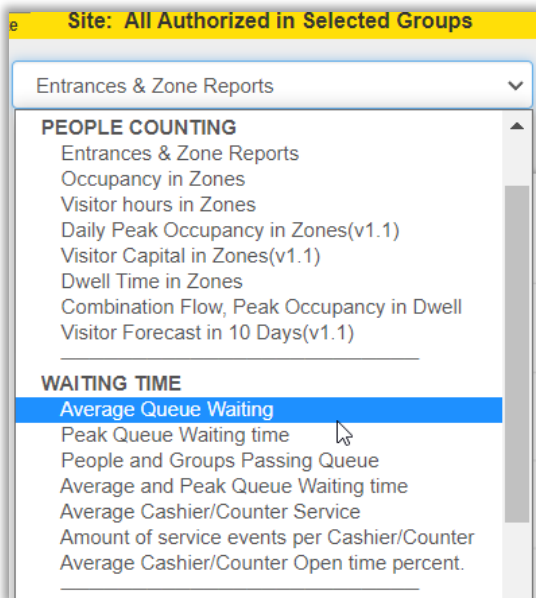 e
Site: All Authorized in Selected Groups
Entrances & Zone Reports
PEOPLE COUNTING
Entrances & Zone Reports
Occupancy in Zones
Visitor hours in Zones
Daily Peak Occupancy in Zones(v1.1)
Visitor Capital in Zones(v1.1)
Dwell Time in Zones
Combination Flow, Peak Occupancy in Dwell
Visitor Forecast in 10 Days(v1.1)
WAITING TIME
Average Queue Waiting
Peak Queue Waiting time
People and Groups Passing Queue
Average and Peak Queue Waiting time
Average Cashier/Counter Service
Amount of service events per Cashier/Counter
Average Cashier/Counter Open time percent.